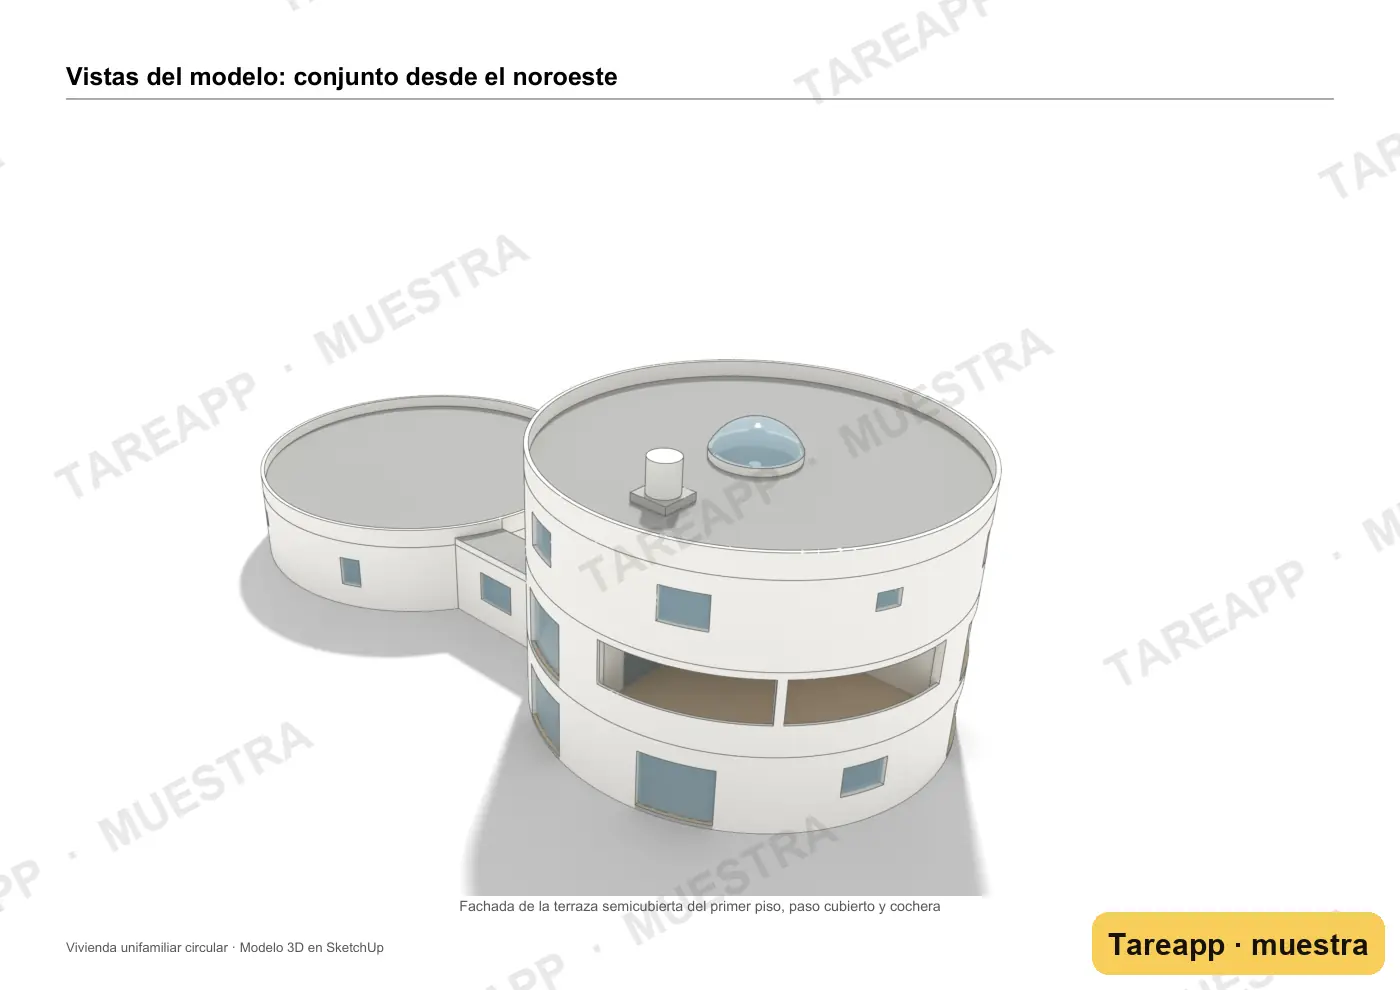 Vistas del modelo: conjunto desde el noroeste
TAREAPP · MUESTRA
TAREAPP · MUESTRA
TAREAPP · MUESTRA
Fachada de la terraza semicubierta del primer piso, paso cubierto y cochera
Vivienda unifamiliar circular · Modelo 3D en SketchUp
Tareapp · muestra